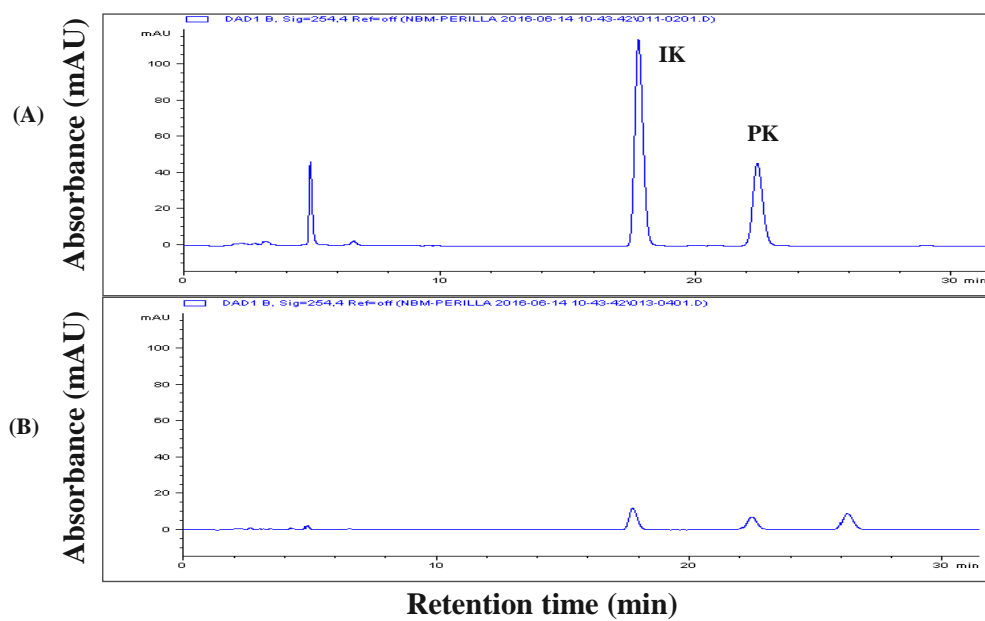 DAD1 B, Sig=254,4 Ref=off (NBM-PERILLA 2016-06-14 10-43-42\011-0201.D)
mAU
100
80
60
40
20
0
0 10 20 30 min
IK
PK
(A)
Absorbance (mAU)
DAD1 B, Sig=254,4 Ref=off (NBM-PERILLA 2016-06-14 10-43-42\013-0401.D)
mAU
100
80
60
40
20
0
0 10 20 30 min
(B)
Absorbance (mAU)
Retention time (min)